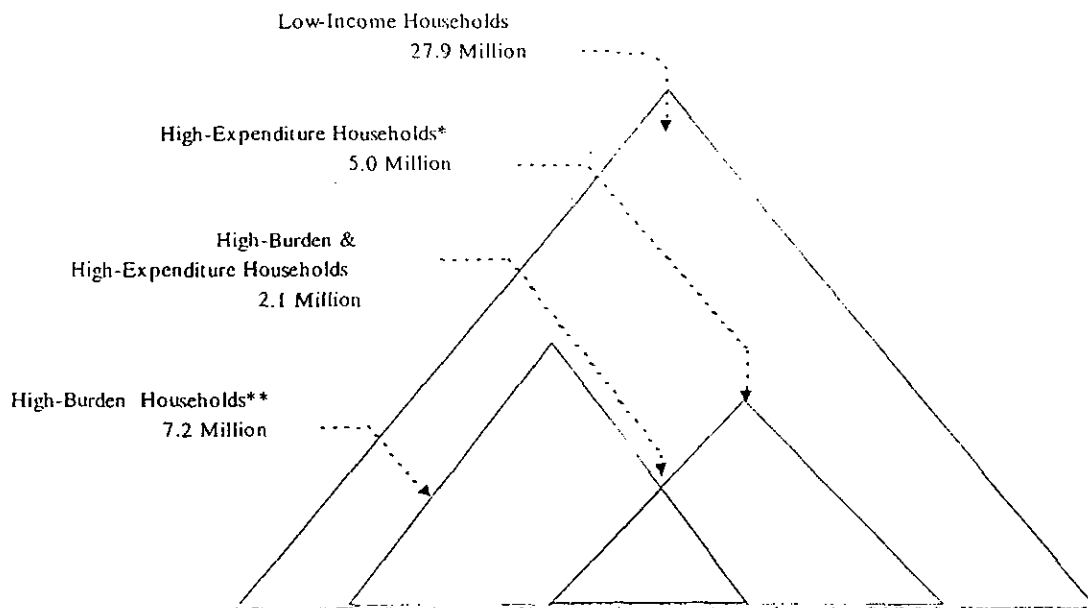 Low-Income Households
27.9 Million
High-Expenditure Households*
5.0 Million
High-Burden &
High-Expenditure Households
2.1 Million
High-Burden Households**
7.2 Million